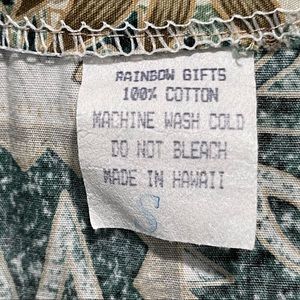 RAINBOW GIFTS
100% COTTON
MACHINE WASH COLD
DO NOT BLEACH
MADE IN HAWAII
S